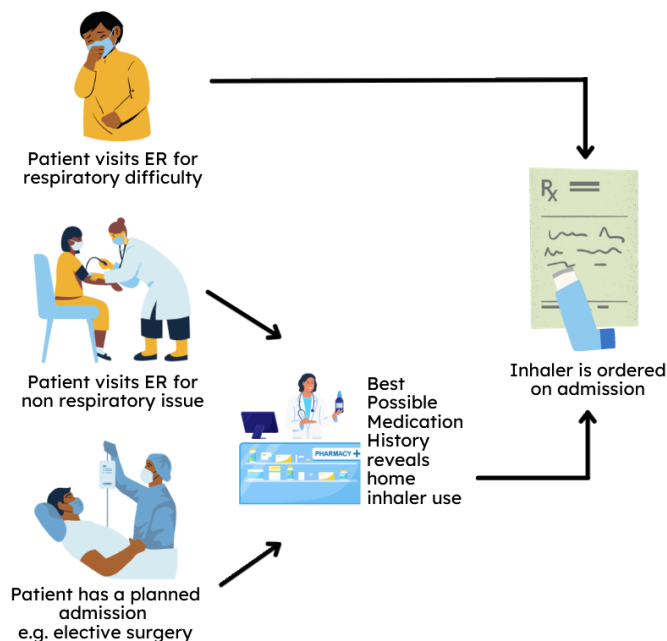 Patient visits ER for
respiratory difficulty
Patient visits ER for
non respiratory issue
Patient has a planned
admission
e.g. elective surgery
PHARMACY +
Best
Possible
Medication
History
reveals
home
inhaler use
Rx
Inhaler is ordered
on admission